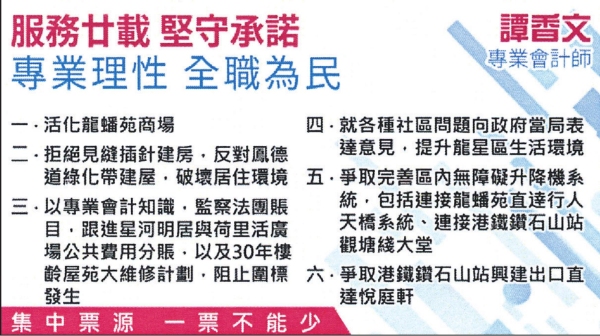 服務廿載 堅守承諾
專業理性 全職為民
譚香文
專業會計師
一．活化龍蟠苑商場
二．拒絕見縫插針建房，反對鳳德
道綠化帶建屋，破壞居住環境
三．以專業會計知識，監察法團賬
目，跟進星河明居與荷里活廣
場公共費用分賬，以及30年樓
齡屋苑大維修計劃，阻止圍標
發生
四．就各種社區問題向政府當局表
達意見，提升龍星區生活環境
五．爭取完善區內無障礙升降機系
統，包括連接龍蟠苑直達行人
天橋系統、連接港鐵鑽石山站
觀塘綫大堂
六．爭取港鐵鑽石山站興建出口直
達悅庭軒
集中票源 一票不能少